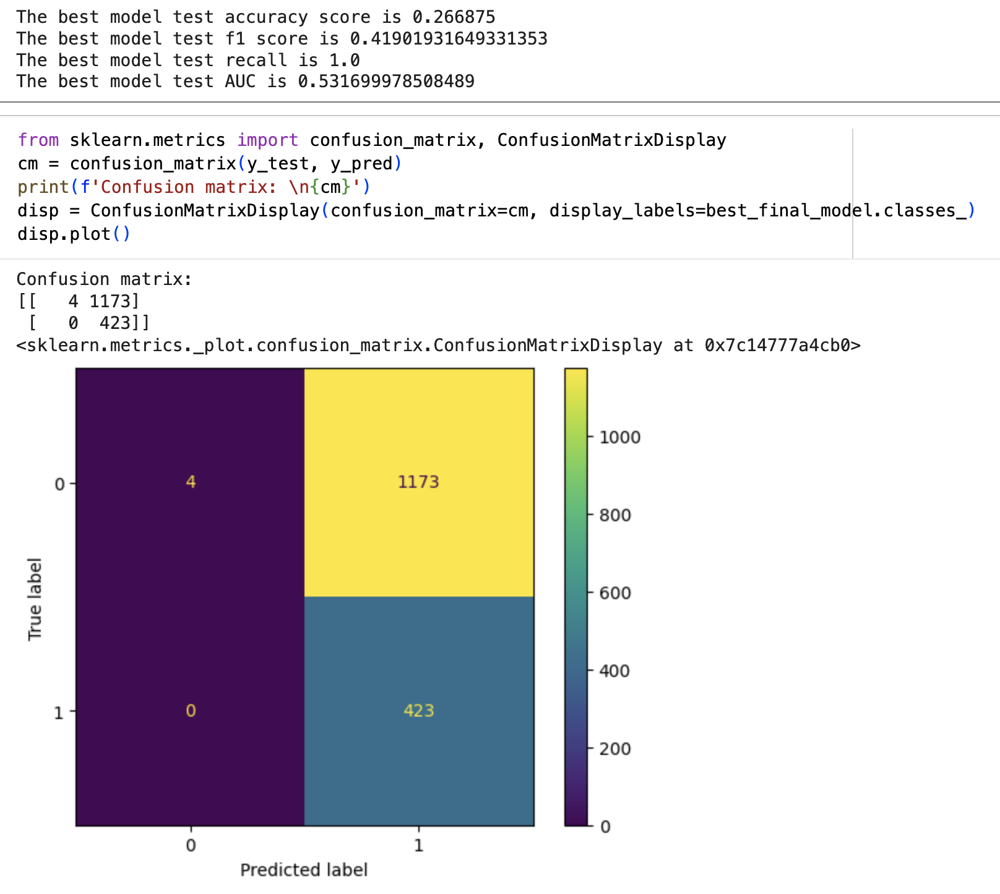 The best model test accuracy score is 0.266875
The best model test f1 score is 0.41901931649331353
The best model test recall is 1.0
The best model test AUC is 0.531699978508489
from sklearn.metrics import confusion_matrix, ConfusionMatrixDisplay
cm = confusion_matrix(y_test, y_pred)
print(f'Confusion matrix: \n{cm}')
disp = ConfusionMatrixDisplay(confusion_matrix=cm, display_labels=best_final_model.classes_)
disp.plot()
Confusion matrix:
[[   4 1173]
 [   0  423]]
<sklearn.metrics._plot.confusion_matrix.ConfusionMatrixDisplay at 0x7c14777a4cb0>
1000
0
4
1173
800
600
True label
400
1
0
423
200
0
0
1
Predicted label